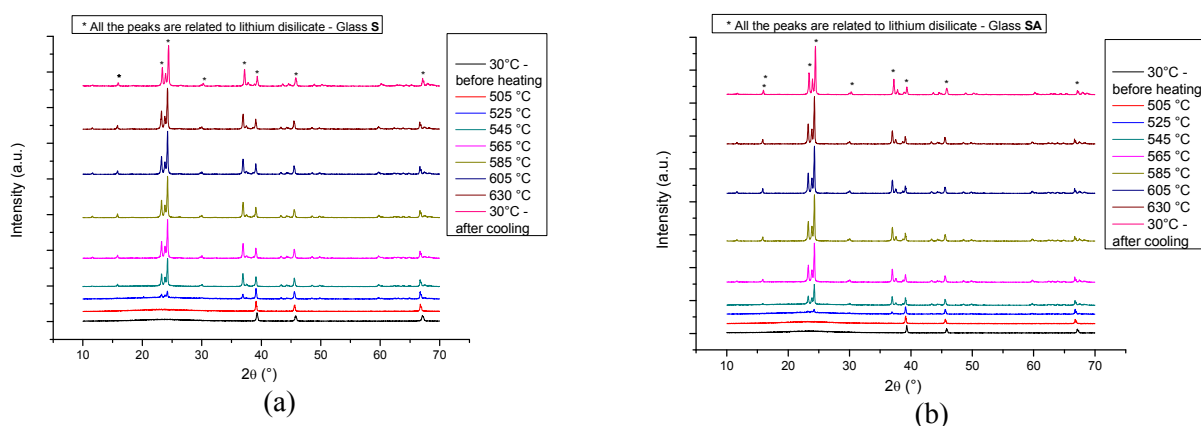 * All the peaks are related to lithium disilicate - Glass S
Intensity (a.u.)
* * * * * * * *
10 20 30 40 50 60 70
2θ (°)
30°C -
before heating
505 °C
525 °C
545 °C
565 °C
585 °C
605 °C
630 °C
30°C -
after cooling
(a)
* All the peaks are related to lithium disilicate - Glass SA
Intensity (a.u.)
* * * * * * * * *
10 20 30 40 50 60 70
2θ (°)
30°C -
before heating
505 °C
525 °C
545 °C
565 °C
585 °C
605 °C
630 °C
30°C -
after cooling
(b)